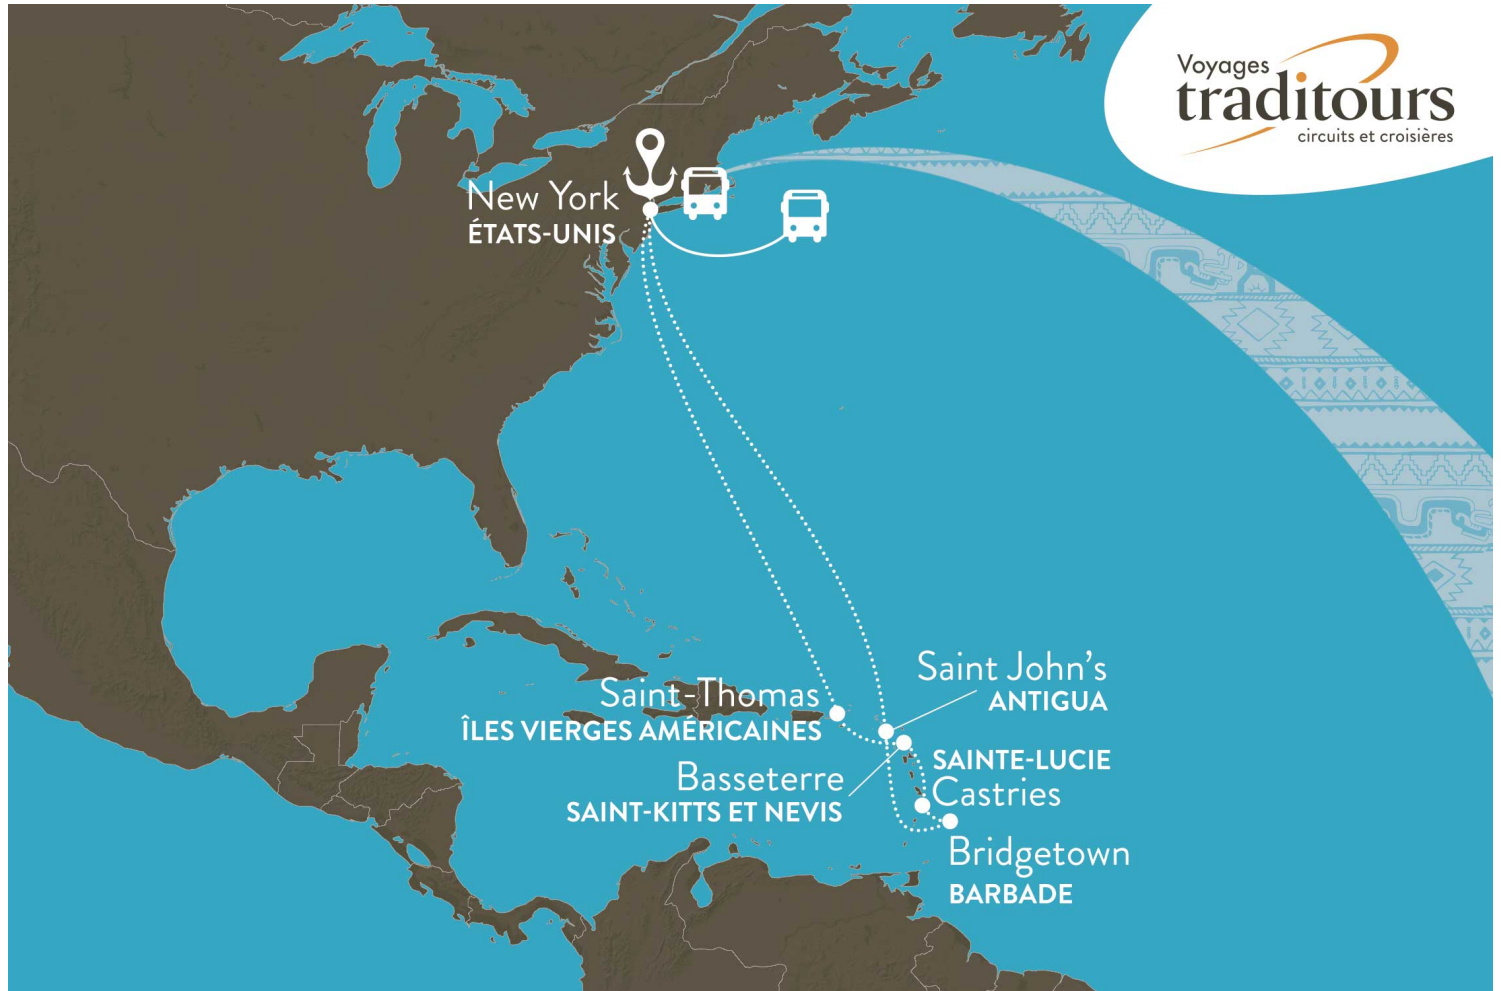 Voyages
traditours
circuits et croisières
New York
ÉTATS-UNIS
Saint John's
ANTIGUA
Saint-Thomas
ÎLES VIERGES AMÉRICAINES
SAINTE-LUCIE
Castries
Basseterre
SAINT-KITTS ET NEVIS
Bridgetown
BARBADE